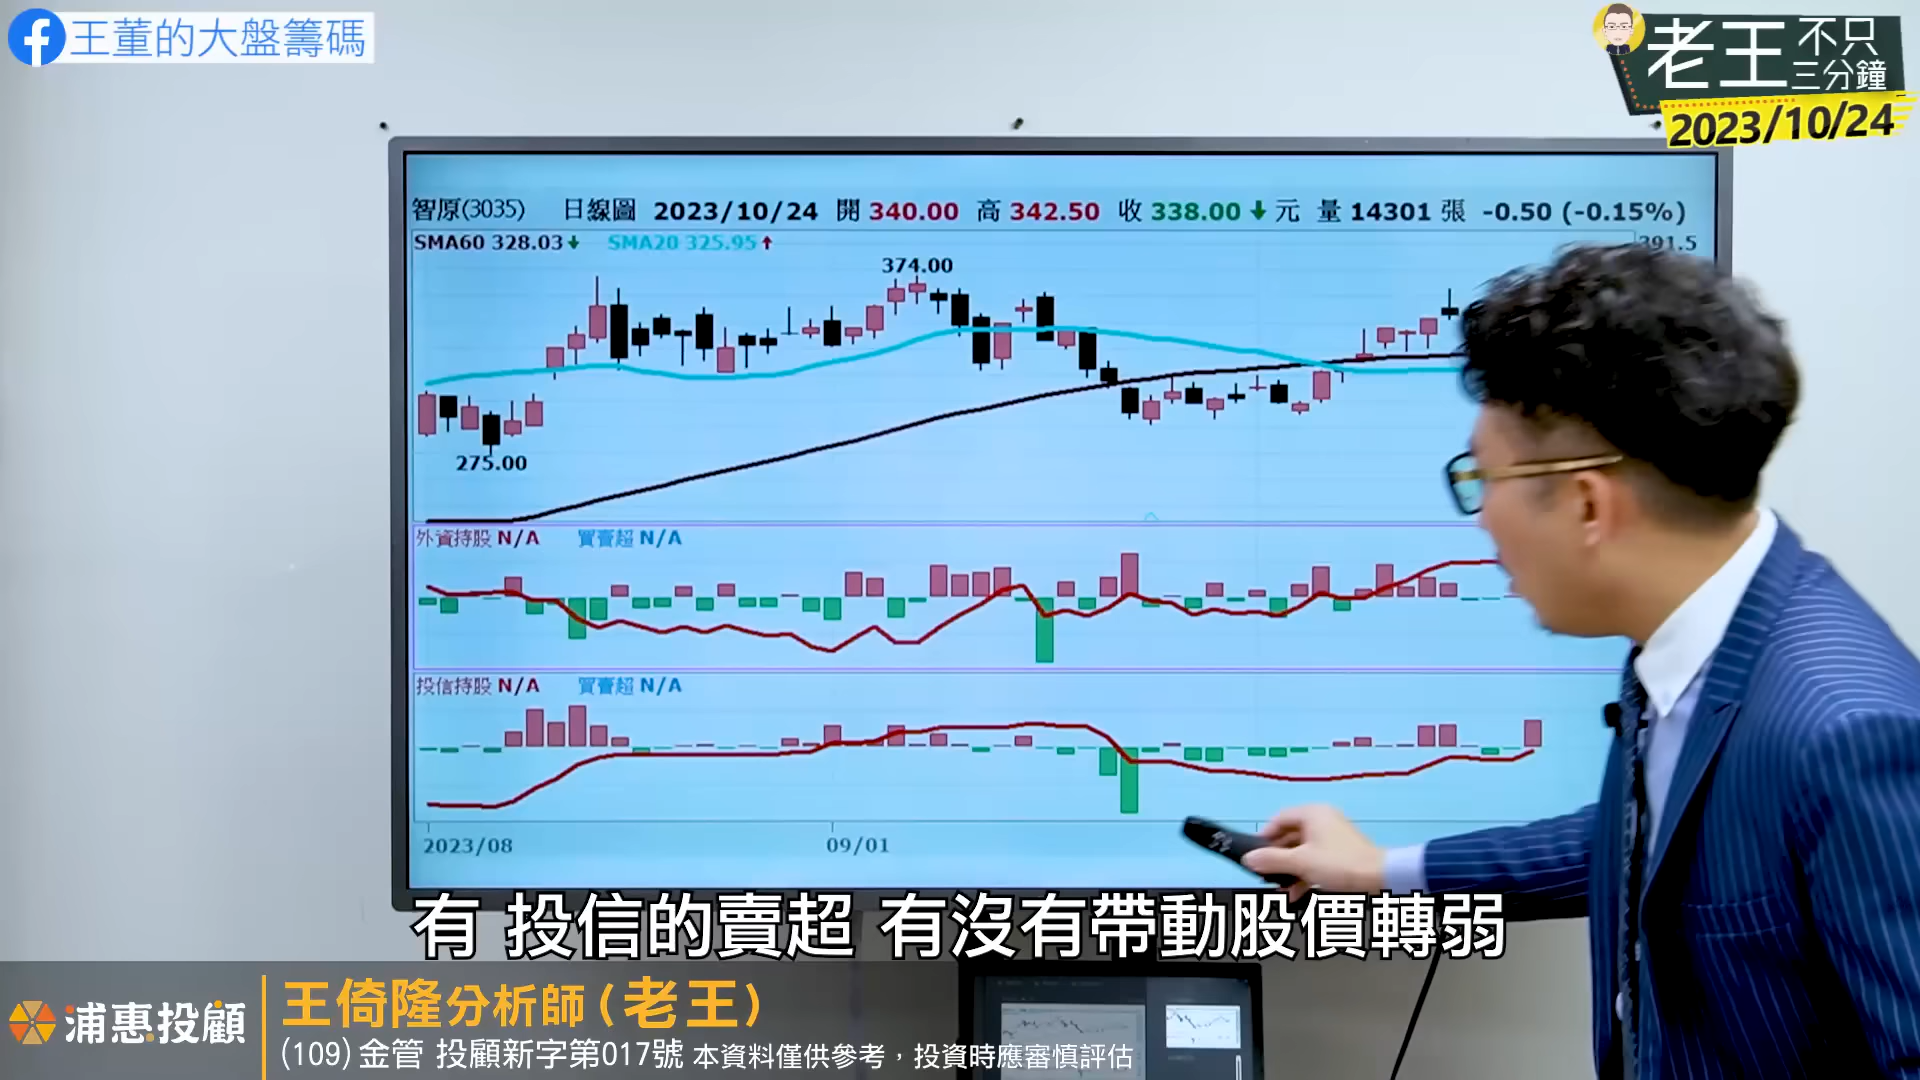 王董的大盤籌碼
老王 不只三分鐘
2023/10/24
智原(3035) 日線圖 2023/10/24 開 340.00 高 342.50 收 338.00 元 量 14301 張 -0.50 (-0.15%)
SMA60 328.03 SMA20 325.95
391.5
374.00
275.00
外資持股 N/A 買賣超 N/A
投信持股 N/A 買賣超 N/A
2023/08 09/01
有 投信的賣超 有沒有帶動股價轉弱
浦惠投顧
王倚隆分析師(老王)
(109)金管 投顧新字第017號 本資料僅供參考，投資時應審慎評估